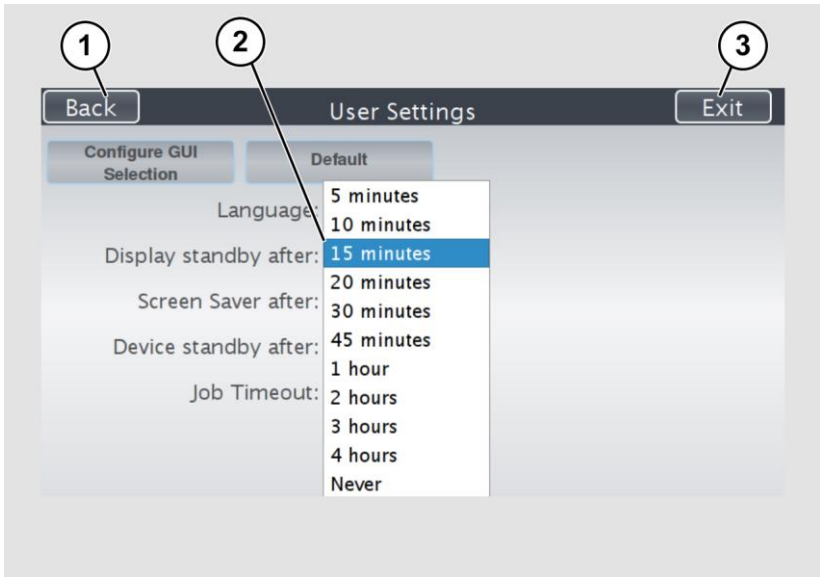 1
2
3
Back
User Settings
Exit
Configure GUI
Selection
Default
Language:
Display standby after:
Screen Saver after:
Device standby after:
Job Timeout:
5 minutes
10 minutes
15 minutes
20 minutes
30 minutes
45 minutes
1 hour
2 hours
3 hours
4 hours
Never